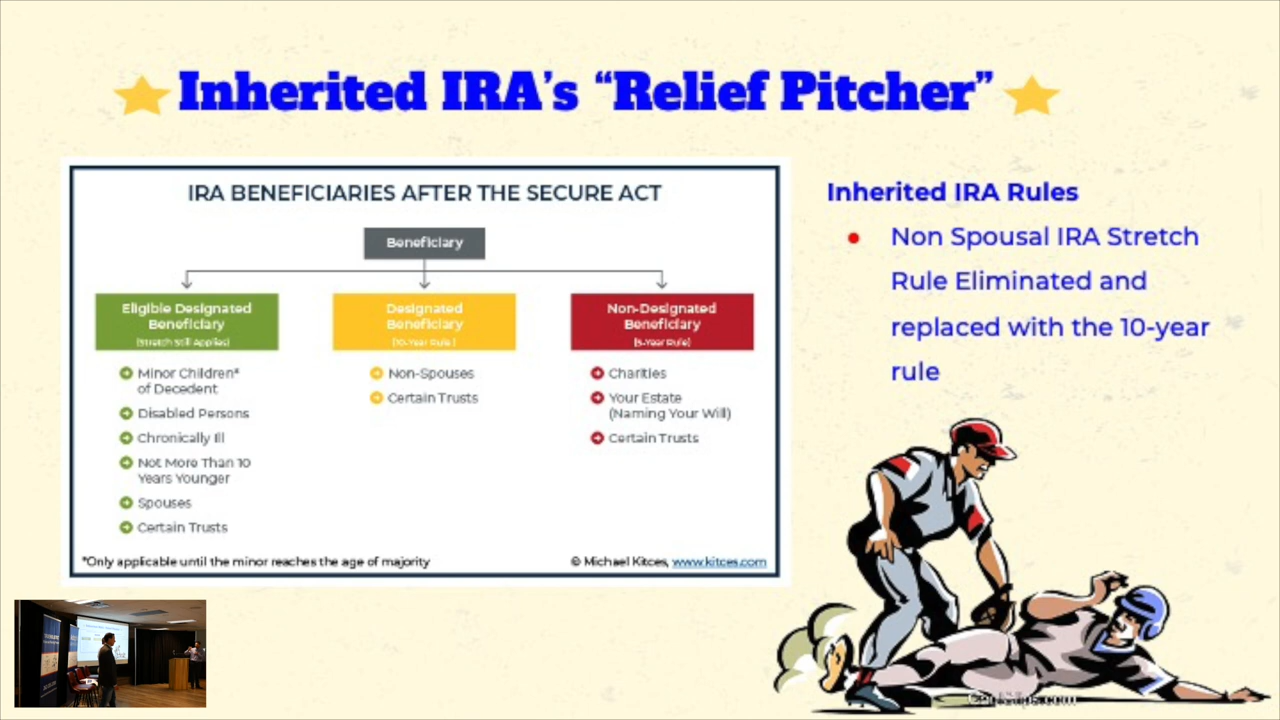 Inherited IRA's “Relief Pitcher”
IRA BENEFICIARIES AFTER THE SECURE ACT
Beneficiary
Eligible Designated
Beneficiary
(Stretch Still Applies)
Minor Children*
of Decedent
Disabled Persons
Chronically Ill
Not More Than 10
Years Younger
Spouses
Certain Trusts
Designated
Beneficiary
(10-Year Rule)
Non-Spouses
Certain Trusts
Non-Designated
Beneficiary
(5-Year Rule)
Charities
Your Estate
(Naming Your Will)
Certain Trusts
*Only applicable until the minor reaches the age of majority
© Michael Kitces, www.kitces.com
Inherited IRA Rules
Non Spousal IRA Stretch
Rule Eliminated and
replaced with the 10-year
rule